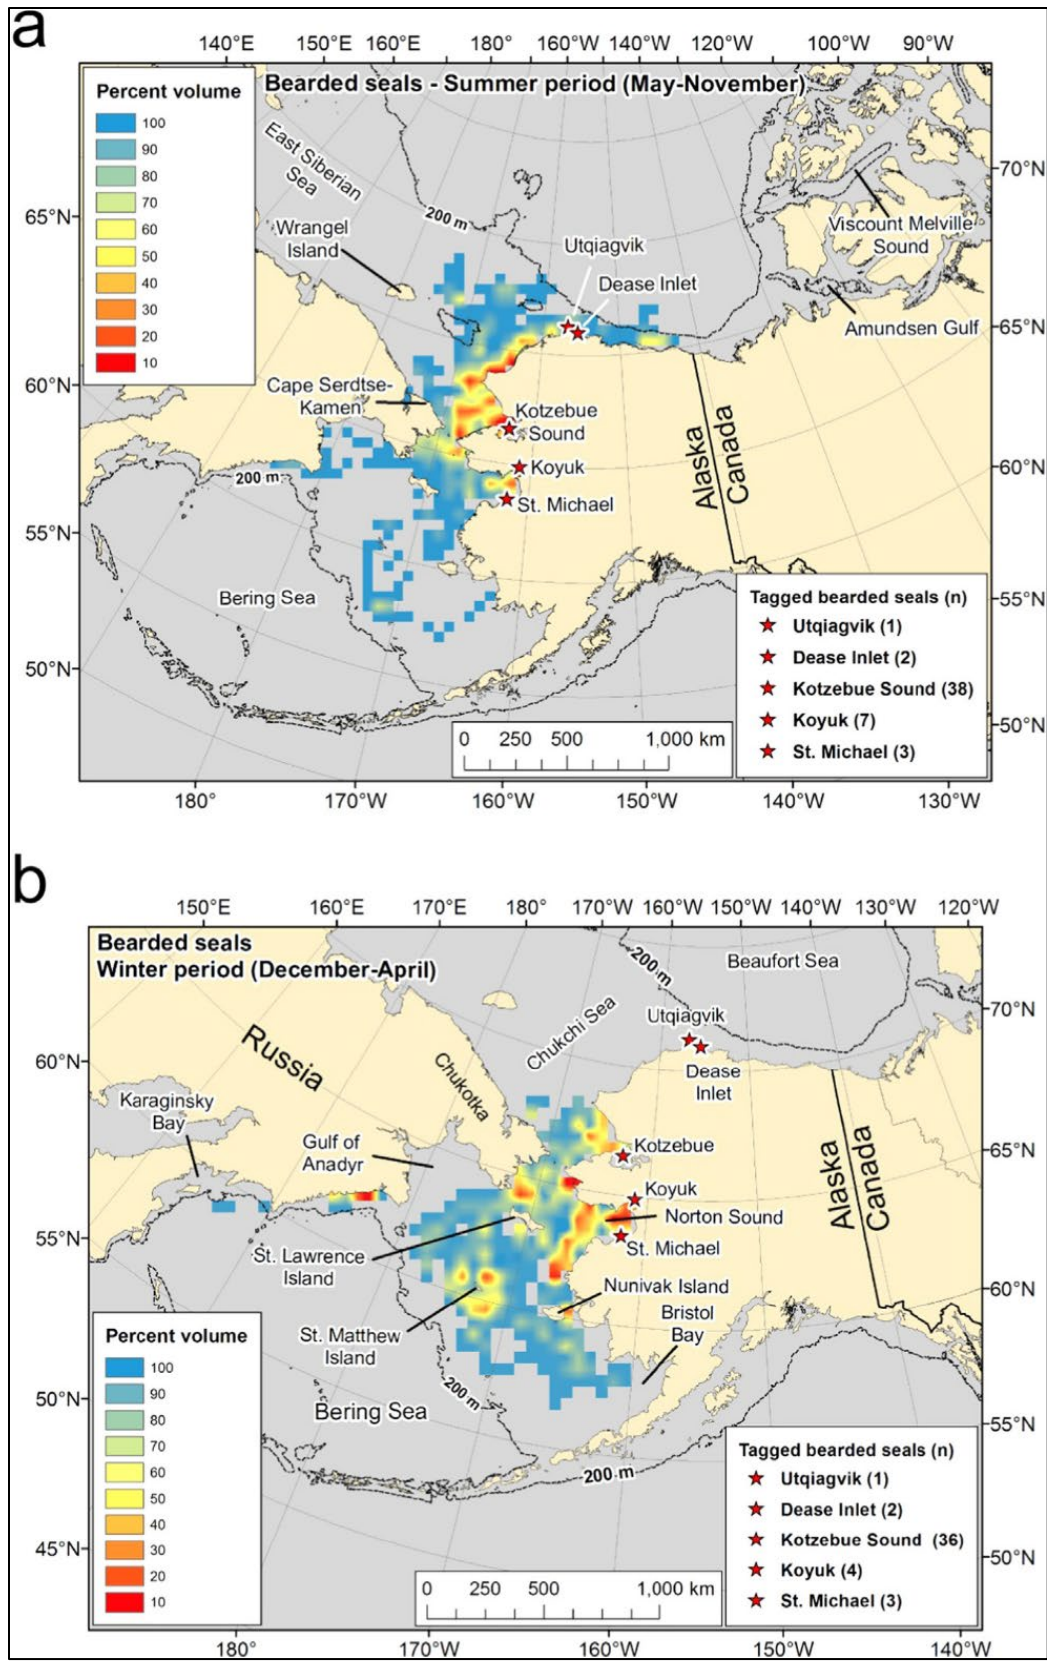 a
140°E 150°E 160°E 180° 160°W 140°W 120°W 100°W 90°W
Bearded seals - Summer period (May-November)
Percent volume
100
90
80
70
60
50
40
30
20
10
East Siberian
Sea
200 m
Wrangel
Island
Utqiagvik
Dease Inlet
Viscount Melville
Sound
Amundsen Gulf
Cape Serdtse-
Kamen
Kotzebue
Sound
Koyuk
St. Michael
200 m
Bering Sea
Alaska
Canada
65°N
60°N
55°N
50°N
70°N
65°N
60°N
55°N
50°N
Tagged bearded seals (n)
Utqiagvik (1)
Dease Inlet (2)
Kotzebue Sound (38)
Koyuk (7)
St. Michael (3)
0 250 500 1,000 km
180° 170°W 160°W 150°W 140°W 130°W
b
150°E 160°E 170°E 180° 170°W 160°W 150°W 140°W 130°W 120°W
Bearded seals
Winter period (December-April)
200 m
Beaufort Sea
Chukchi Sea
Utqiagvik
Dease
Inlet
Russia
Chukotka
Karaginsky
Bay
Gulf of
Anadyr
Kotzebue
Koyuk
Norton Sound
St. Michael
St. Lawrence
Island
Nunivak Island
Bristol
Bay
St. Matthew
Island
200 m
Bering Sea
200 m
Alaska
Canada
60°N
55°N
50°N
45°N
70°N
65°N
60°N
55°N
50°N
Percent volume
100
90
80
70
60
50
40
30
20
10
Tagged bearded seals (n)
Utqiagvik (1)
Dease Inlet (2)
Kotzebue Sound (36)
Koyuk (4)
St. Michael (3)
0 250 500 1,000 km
180° 170°W 160°W 150°W 140°W